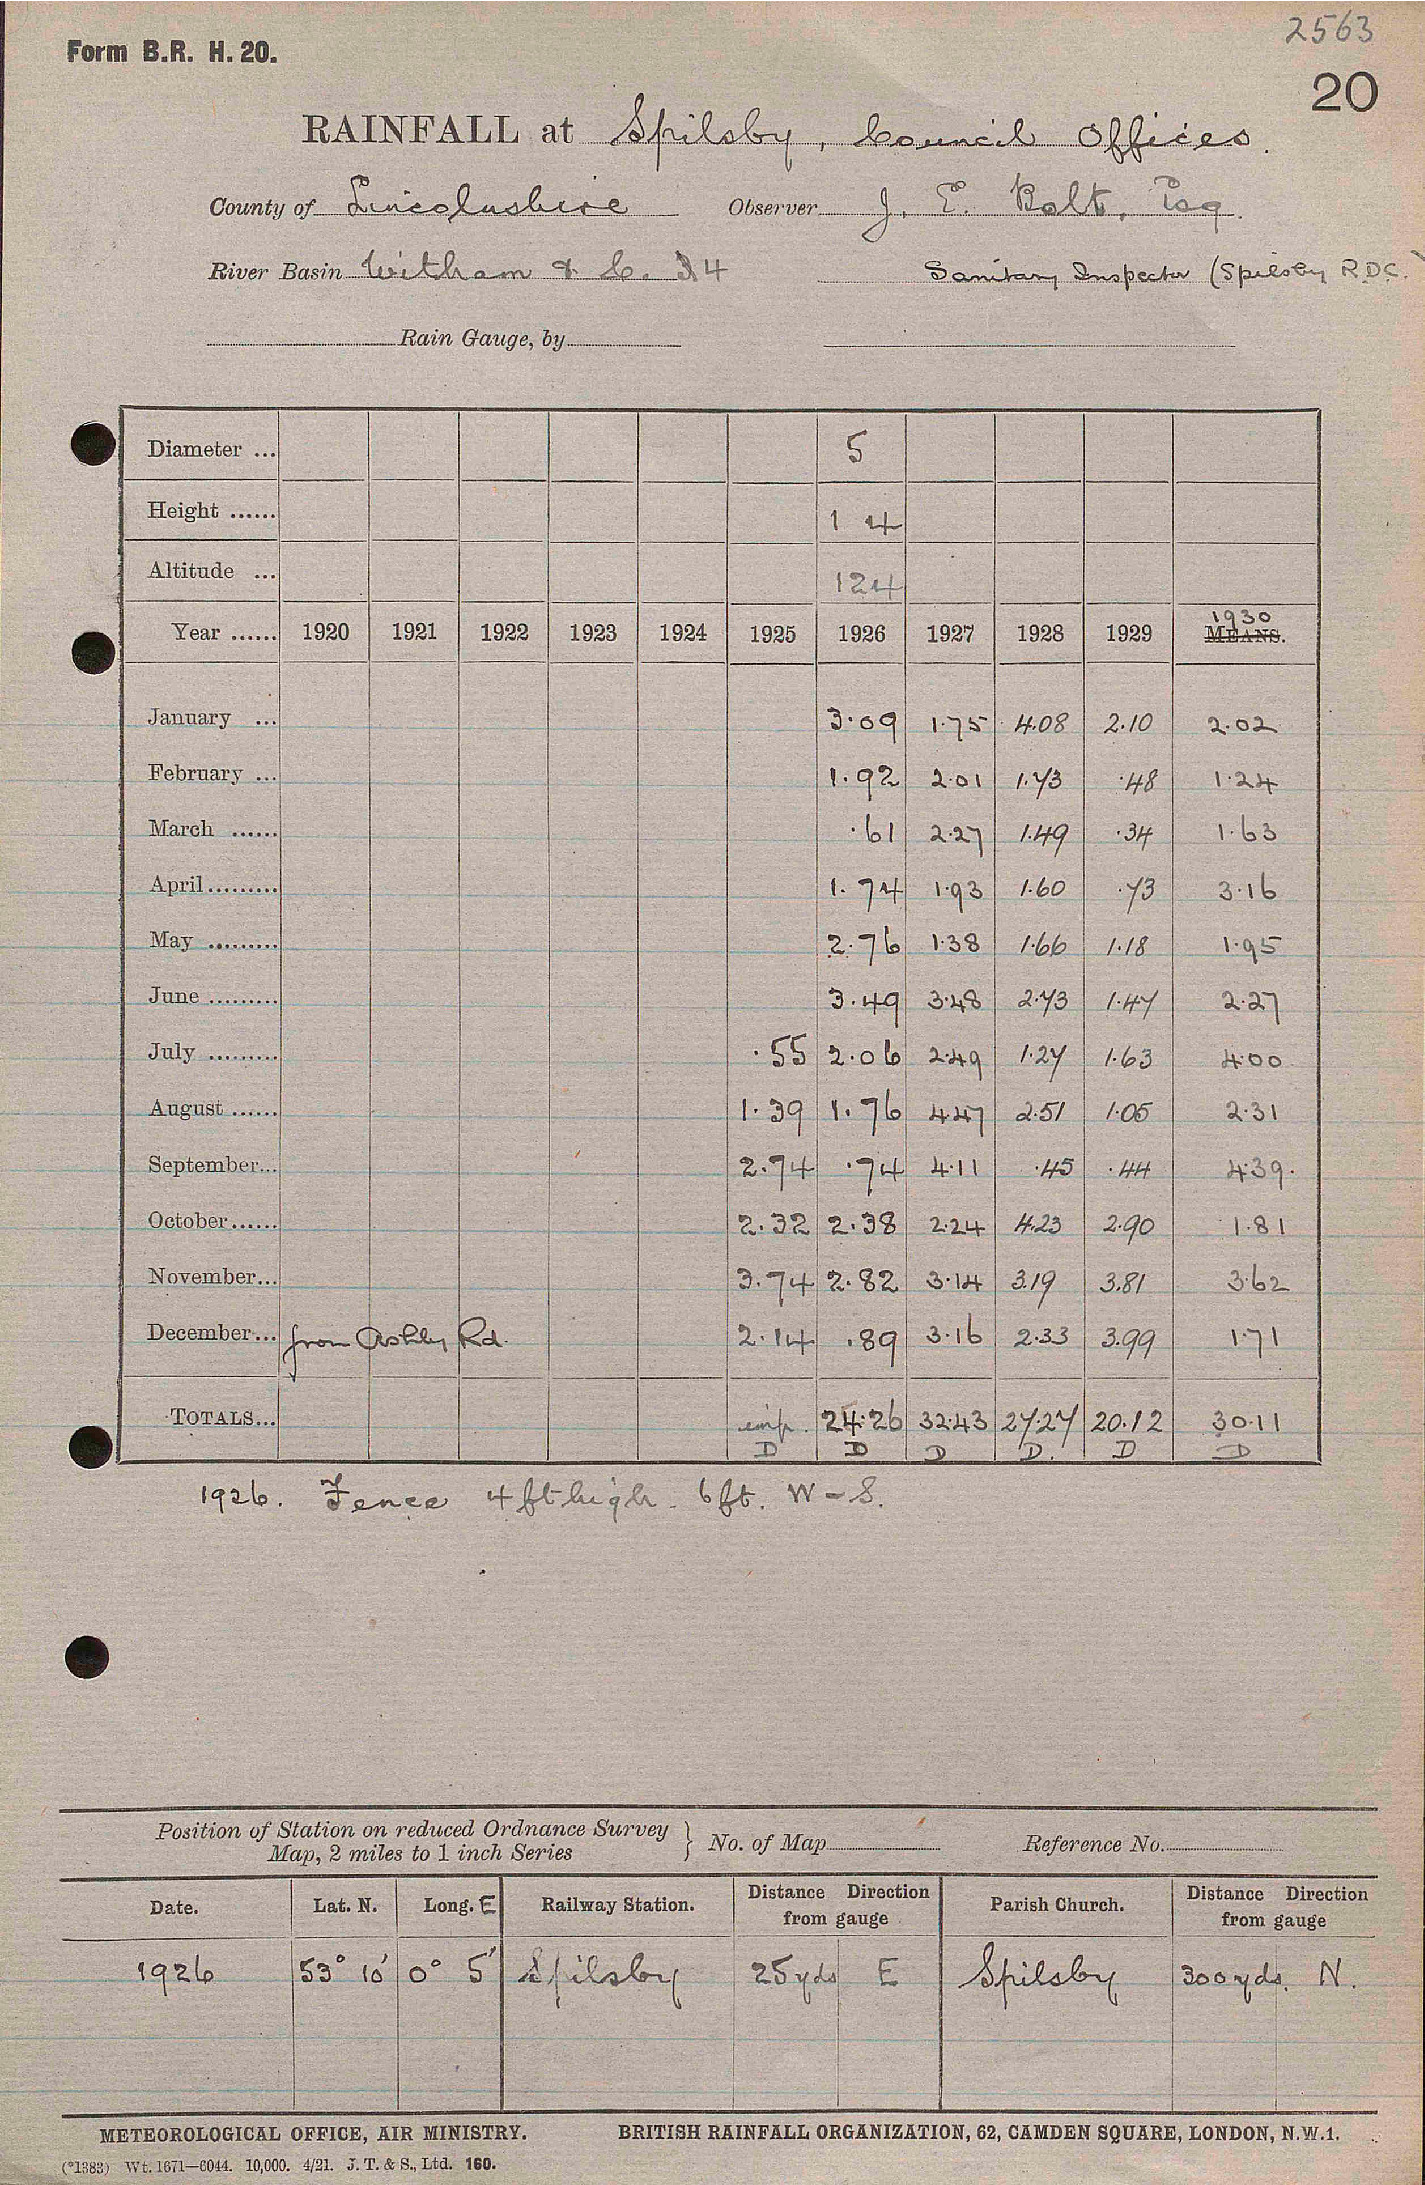 2563
Form B.R. H. 20.
20
RAINFALL at Spilsby, Council Offices.
County of Lincolnshire Observer J. E. Bolt, Esq.
River Basin Witham & C. I4 Sanitary Inspector (Spilsby R.D.C.)
Rain Gauge, by
Diameter ... 5
Height ...... 1 4
Altitude ... 124
Year ...... 1920 1921 1922 1923 1924 1925 1926 1927 1928 1929 1930 MEANS.
January ... 3.09 1.75 4.08 2.10 2.02
February ... 1.92 2.01 1.73 .48 1.24
March ...... .61 2.27 1.49 .34 1.63
April ......... 1.74 1.93 1.60 .73 3.16
May ......... 2.76 1.38 1.66 1.18 1.95
June ......... 3.49 3.48 2.73 1.47 2.27
July ......... .55 2.06 2.49 1.27 1.63 4.00
August ...... 1.39 1.76 4.47 2.51 1.05 2.31
September... 2.74 .74 4.11 .45 .44 4.39.
October...... 2.32 2.38 2.24 4.23 2.90 1.81
November... 3.74 2.82 3.14 3.19 3.81 3.62
December... from Ashby Rd. 2.14 .89 3.16 2.33 3.99 1.71
TOTALS... imp. 24.26 32.43 27.27 20.12 30.11
D D D D. D D
1926. Fence 4ft high. 6ft. W - S.
Position of Station on reduced Ordnance Survey
Map, 2 miles to 1 inch Series } No. of Map Reference No.
Date. Lat. N. Long. E Railway Station. Distance Direction from gauge Parish Church. Distance Direction from gauge
1926 53° 10' 0° 5' Spilsby 25 yds E Spilsby 300 yds. N.
METEOROLOGICAL OFFICE, AIR MINISTRY. BRITISH RAINFALL ORGANIZATION, 62, CAMDEN SQUARE, LONDON, N.W.1.
(*1383) Wt. 1671—6044. 10,000. 4/21. J. T. & S., Ltd. 160.